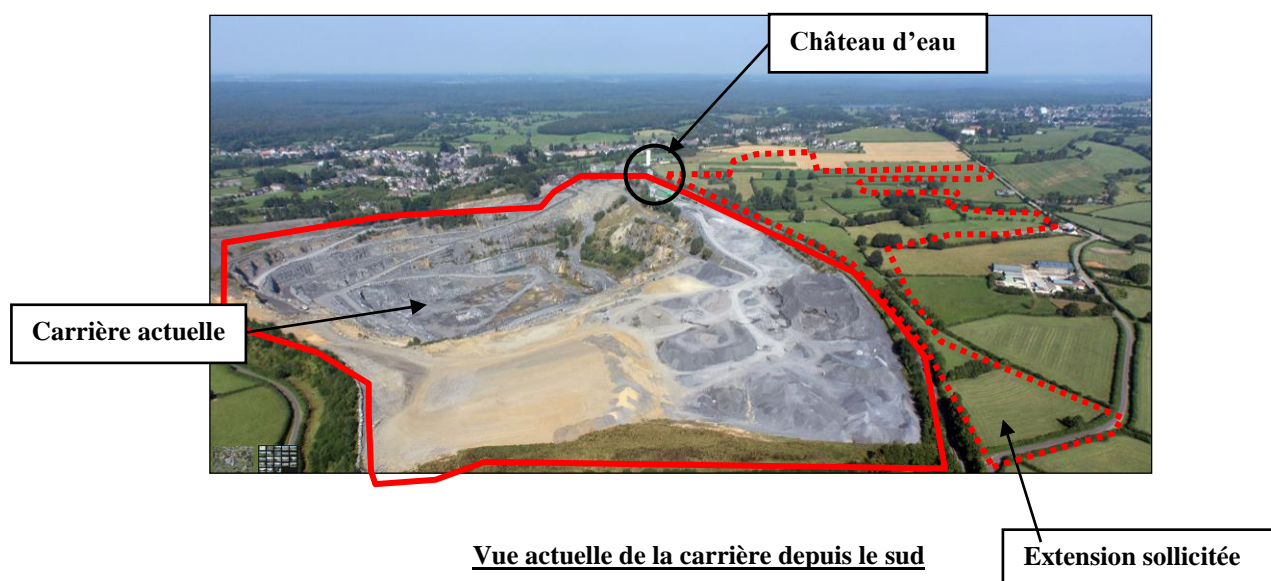 Château d’eau
Carrière actuelle
Vue actuelle de la carrière depuis le sud
Extension sollicitée